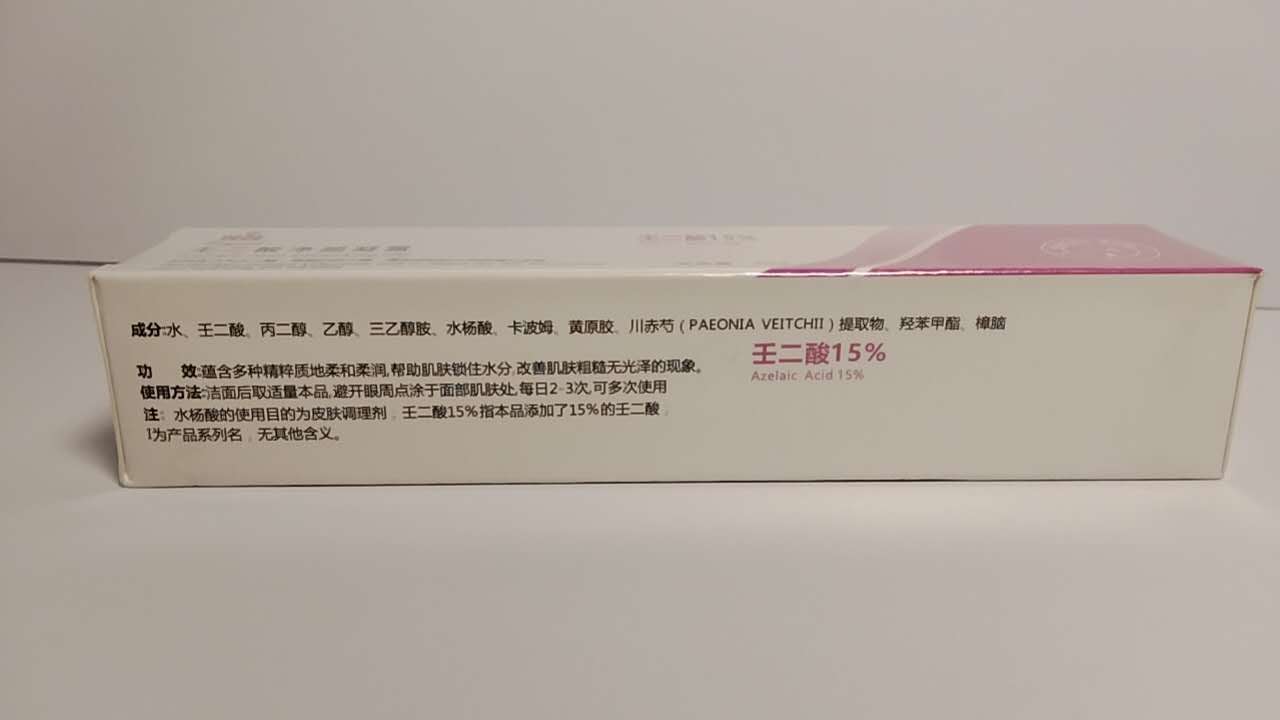 壬二酸15%
成分:水、壬二酸、丙二醇、乙醇、三乙醇胺、水杨酸、卡波姆、黄原胶、川赤芍（PAEONIA VEITCHII）提取物、羟苯甲酯、樟脑
壬二酸15%
Azelaic Acid 15%
功 效:蕴含多种精粹质地柔和柔润,帮助肌肤锁住水分,改善肌肤粗糙无光泽的现象。
使用方法:洁面后取适量本品,避开眼周点涂于面部肌肤处,每日2-3次,可多次使用
注：水杨酸的使用目的为皮肤调理剂，壬二酸15%指本品添加了15%的壬二酸，
I为产品系列名，无其他含义。